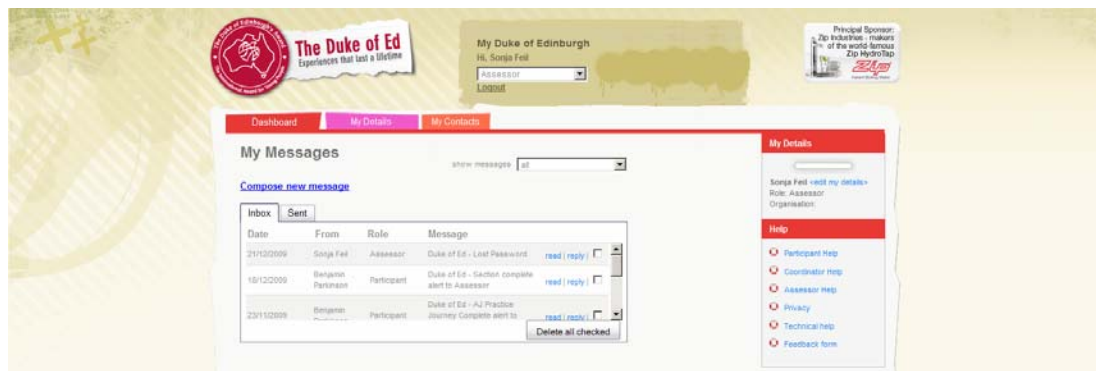 The Duke of Ed
Experiences that last a lifetime
My Duke of Edinburgh
Hi, Sonja Feil
Assessor
Logout
Principal Sponsor:
Zip Industries - makers
of the world-famous
Zip HydroTap
Zip
Dashboard
My Details
My Contacts
My Messages
show messages all
Compose new message
Inbox Sent
Date From Role Message
21/12/2009 Sonja Feil Assessor Duke of Ed - Lost Password read | reply |
18/12/2009 Benjamin Parkinson Participant Duke of Ed - Section complete
alert to Assessor read | reply |
23/11/2009 Benjamin Participant Duke of Ed - AJ Practice
Journey Complete alert to read | reply |
Delete all checked
My Details
Sonja Feil <edit my details>
Role: Assessor
Organisation:
Help
Participant Help
Coordinator Help
Assessor Help
Privacy
Technical help
Feedback form